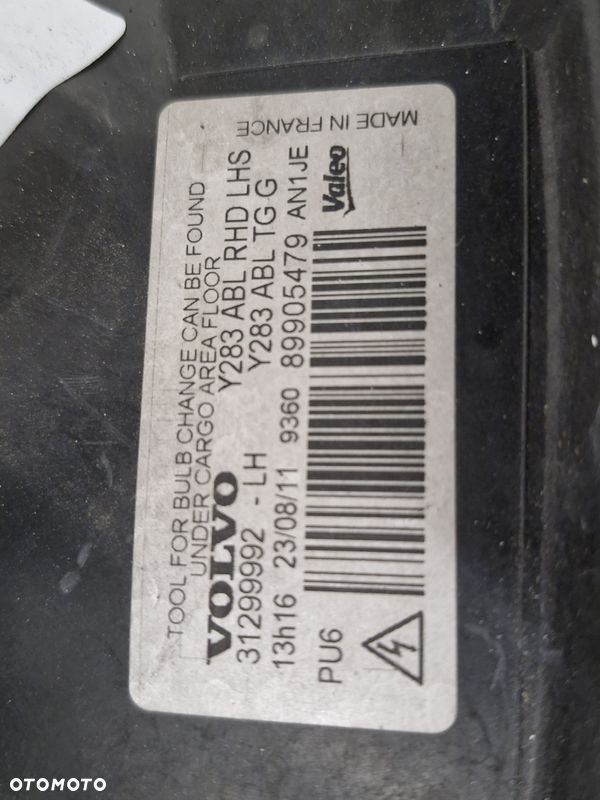 TOOL FOR BULB CHANGE CAN BE FOUND
UNDER CARGO AREA FLOOR
VOLVO
Y283 ABL RHD LHS
31299992 - LH
Y283 ABL TG G
13h16 23/08/11 9360 89905479 AN1JE
PU6
Valeo
MADE IN FRANCE
OTOMOTO